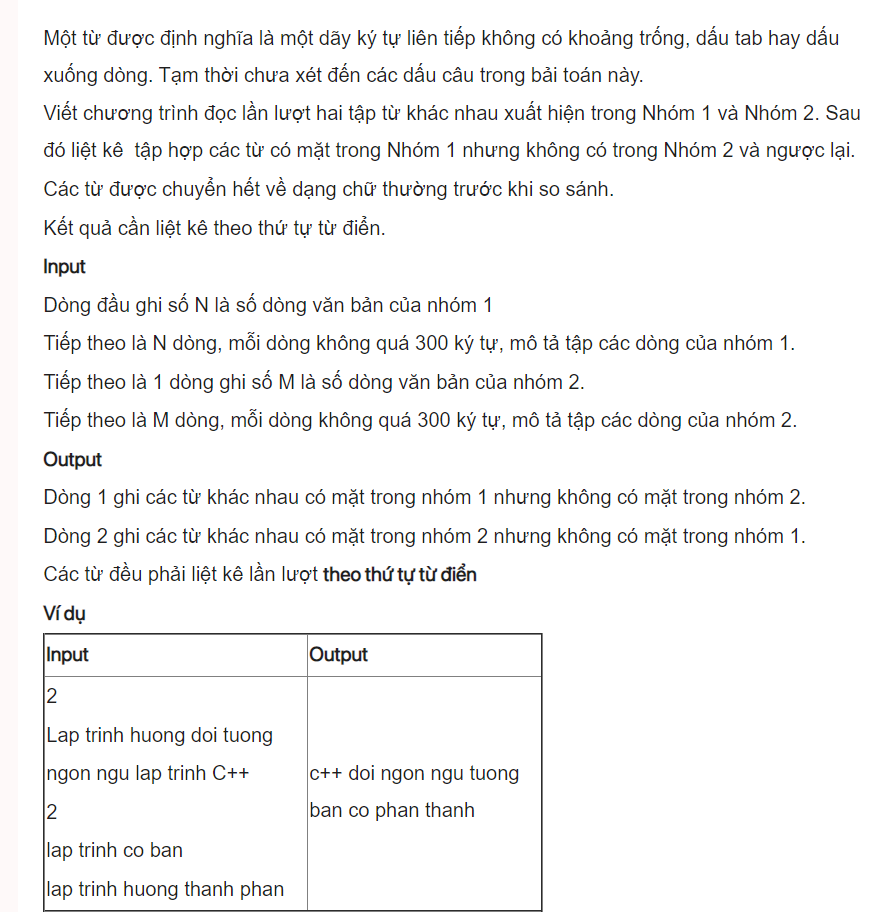 Một từ được định nghĩa là một dãy ký tự liên tiếp không có khoảng trống, dấu tab hay dấu
xuống dòng. Tạm thời chưa xét đến các dấu câu trong bải toán này.
Viết chương trình đọc lần lượt hai tập từ khác nhau xuất hiện trong Nhóm 1 và Nhóm 2. Sau
đó liệt kê tập hợp các từ có mặt trong Nhóm 1 nhưng không có trong Nhóm 2 và ngược lại.
Các từ được chuyển hết về dạng chữ thường trước khi so sánh.
Kết quả cần liệt kê theo thứ tự từ điển.
Input
Dòng đầu ghi số N là số dòng văn bản của nhóm 1
Tiếp theo là N dòng, mỗi dòng không quá 300 ký tự, mô tả tập các dòng của nhóm 1.
Tiếp theo là 1 dòng ghi số M là số dòng văn bản của nhóm 2.
Tiếp theo là M dòng, mỗi dòng không quá 300 ký tự, mô tả tập các dòng của nhóm 2.
Output
Dòng 1 ghi các từ khác nhau có mặt trong nhóm 1 nhưng không có mặt trong nhóm 2.
Dòng 2 ghi các từ khác nhau có mặt trong nhóm 2 nhưng không có mặt trong nhóm 1.
Các từ đều phải liệt kê lần lượt theo thứ tự từ điển
Ví dụ
Input Output
2
Lap trinh huong doi tuong
ngon ngu lap trinh C++
2
lap trinh co ban
lap trinh huong thanh phan
c++ doi ngon ngu tuong
ban co phan thanh